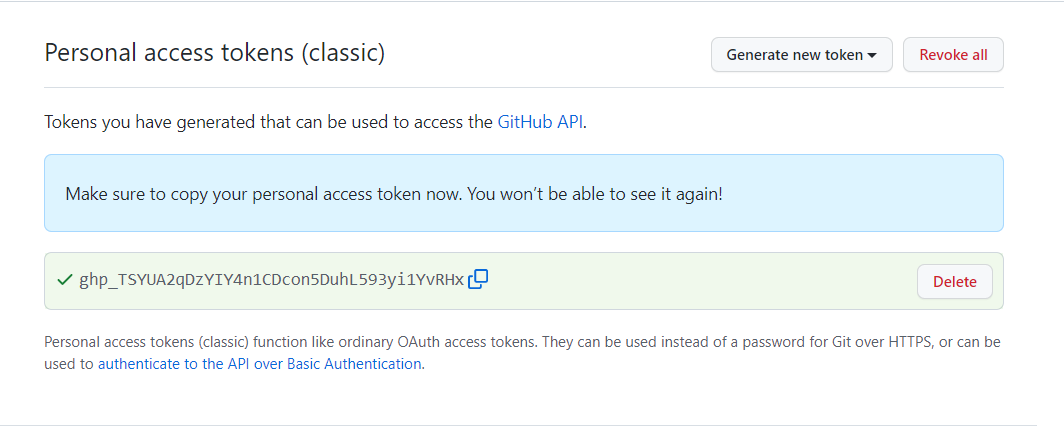 Personal access tokens (classic)
Generate new token
Revoke all
Tokens you have generated that can be used to access the GitHub API.
Make sure to copy your personal access token now. You won’t be able to see it again!
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
Delete
Personal access tokens (classic) function like ordinary OAuth access tokens. They can be used instead of a password for Git over HTTPS, or can be
used to authenticate to the API over Basic Authentication.